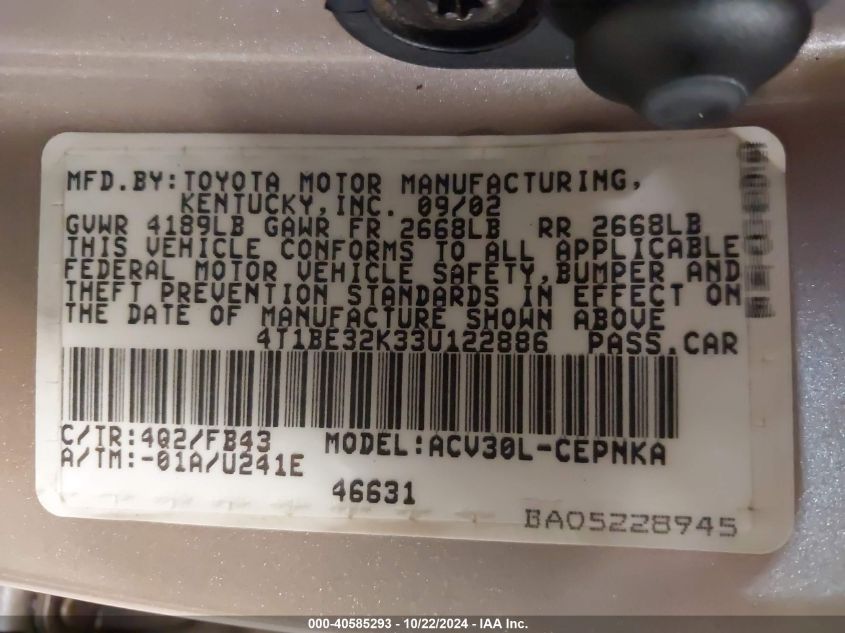 MFD.BY:TOYOTA MOTOR MANUFACTURING,
KENTUCKY,INC. 09/02
GVWR 4189LB GAWR FR 2668LB RR 2668LB
THIS VEHICLE CONFORMS TO ALL APPLICABLE
FEDERAL MOTOR VEHICLE SAFETY,BUMPER AND
THEFT PREVENTION STANDARDS IN EFFECT ON
THE DATE OF MANUFACTURE SHOWN ABOVE
4T1BE32K33U122886 PASS.CAR
C/TR:4Q2/FB43 MODEL:ACV30L-CEPNKA
A/TM:-01A/U241E
46631
BA05228945
000-40585293 - 10/22/2024 - IAA Inc.